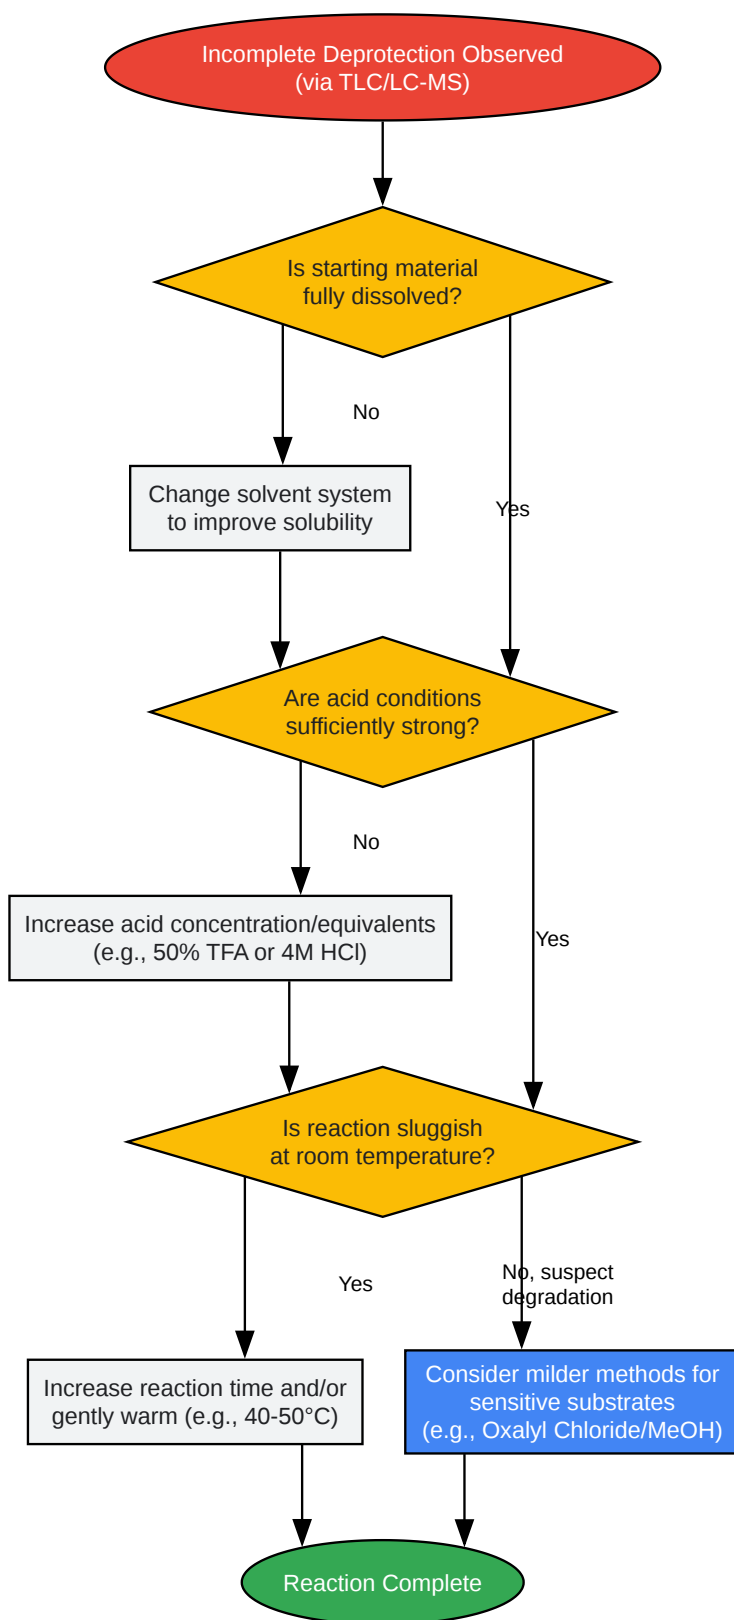 Incomplete Deprotection Observed
(via TLC/LC-MS)
Is starting material
fully dissolved?
No
Change solvent system
to improve solubility
Yes
Are acid conditions
sufficiently strong?
No
Increase acid concentration/equivalents
(e.g., 50% TFA or 4M HCl)
Yes
Is reaction sluggish
at room temperature?
Yes
No, suspect
degradation
Increase reaction time and/or
gently warm (e.g., 40-50°C)
Consider milder methods for
sensitive substrates
(e.g., Oxalyl Chloride/MeOH)
Reaction Complete